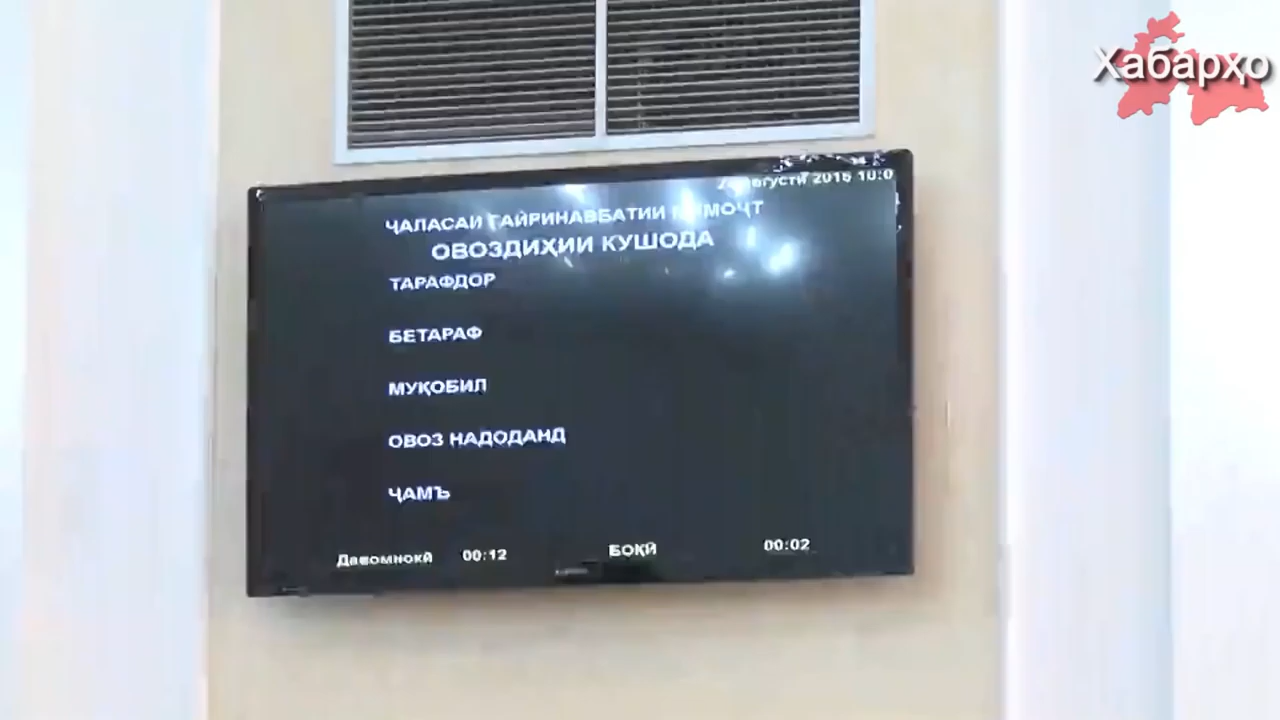 Хабарҳо
августи 2016 10:0
ҶАЛАСАИ ҒАЙРИНАВБАТИИ
ОВОЗДИҲИИ КУШОДА
ТАРАФДОР
БЕТАРАФ
МУҚОБИЛ
ОВОЗ НАДОДАНД
ҶАМЪ
Давомнокӣ 00:12 БОҚӢ 00:02